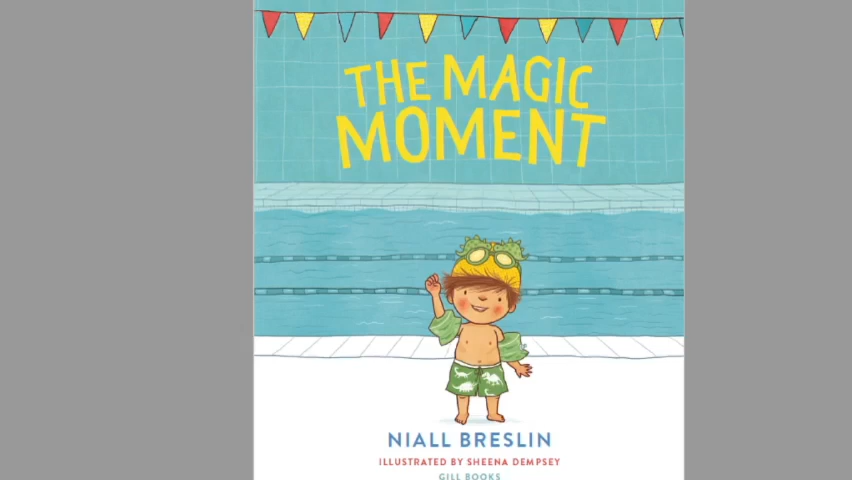 THE MAGIC
MOMENT
NIALL BRESLIN
ILLUSTRATED BY SHEENA DEMPSEY
GILL BOOKS